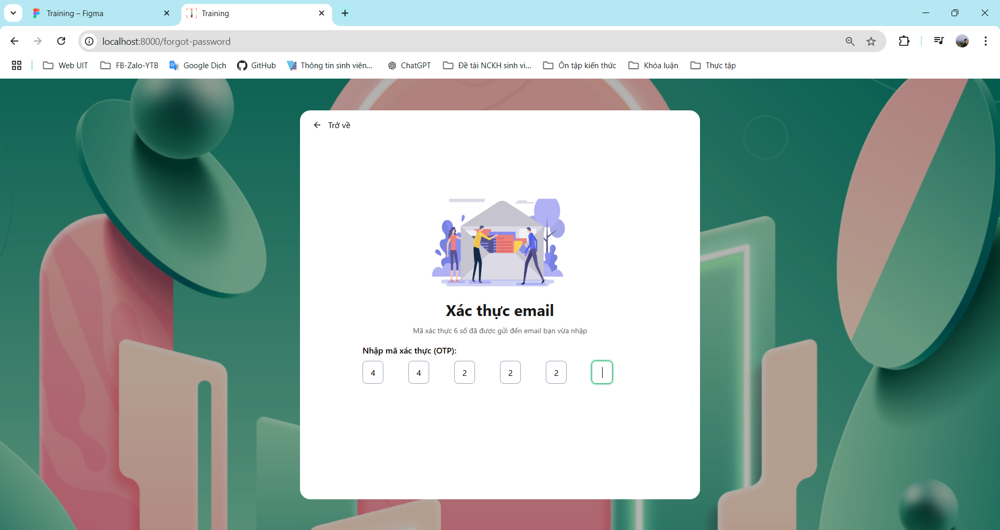 Training – Figma
Training
localhost:8000/forgot-password
Web UIT
FB-Zalo-YTB
Google Dịch
GitHub
Thông tin sinh viên...
ChatGPT
Đề tài NCKH sinh vi...
Ôn tập kiến thức
Khóa luận
Thực tập
Trở về
Xác thực email
Mã xác thực 6 số đã được gửi đến email bạn vừa nhập
Nhập mã xác thực (OTP):
4 4 2 2 2